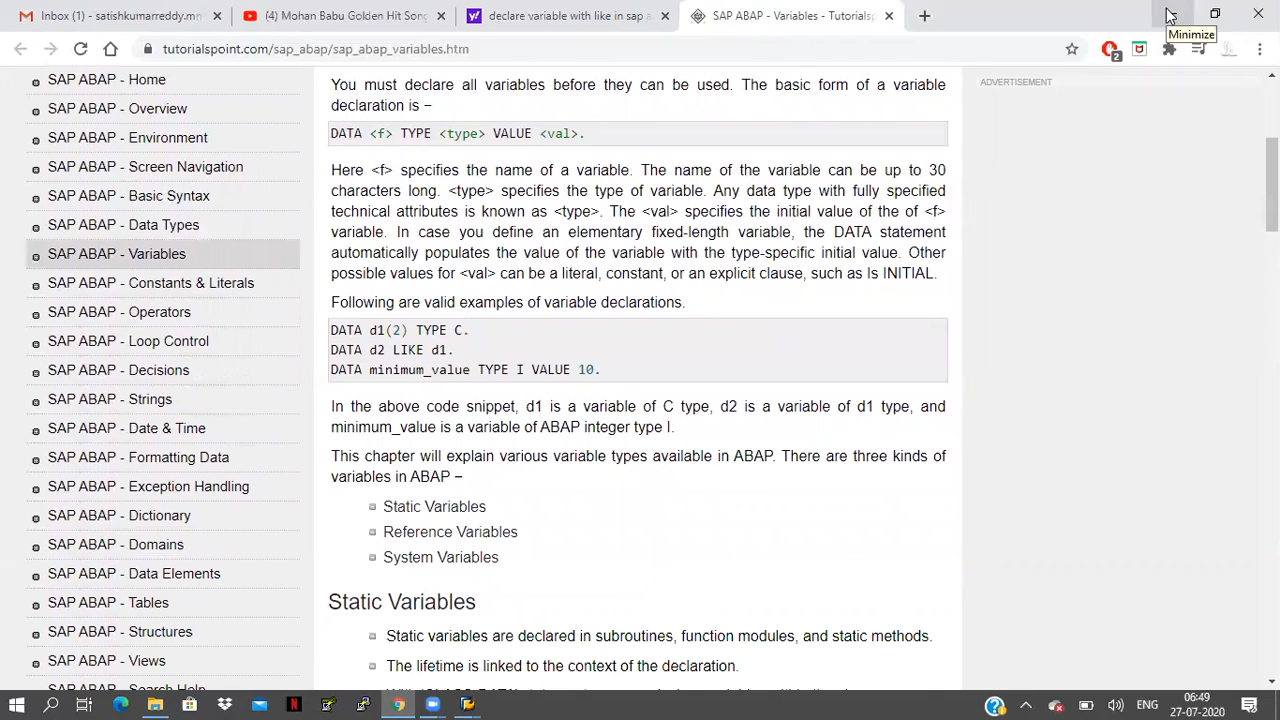 Inbox (1) - satishkumarreddy.m
(4) Mohan Babu Golden Hit Song
declare variable with like in sap a
SAP ABAP - Variables - Tutorialsp
Minimize
tutorialspoint.com/sap_abap/sap_abap_variables.htm
2
SAP ABAP - Home
SAP ABAP - Overview
SAP ABAP - Environment
SAP ABAP - Screen Navigation
SAP ABAP - Basic Syntax
SAP ABAP - Data Types
SAP ABAP - Variables
SAP ABAP - Constants & Literals
SAP ABAP - Operators
SAP ABAP - Loop Control
SAP ABAP - Decisions
SAP ABAP - Strings
SAP ABAP - Date & Time
SAP ABAP - Formatting Data
SAP ABAP - Exception Handling
SAP ABAP - Dictionary
SAP ABAP - Domains
SAP ABAP - Data Elements
SAP ABAP - Tables
SAP ABAP - Structures
SAP ABAP - Views
SAP ABAP - Search Help
You must declare all variables before they can be used. The basic form of a variable
declaration is −
DATA <f> TYPE <type> VALUE <val>.
Here <f> specifies the name of a variable. The name of the variable can be up to 30
characters long. <type> specifies the type of variable. Any data type with fully specified
technical attributes is known as <type>. The <val> specifies the initial value of the of <f>
variable. In case you define an elementary fixed-length variable, the DATA statement
automatically populates the value of the variable with the type-specific initial value. Other
possible values for <val> can be a literal, constant, or an explicit clause, such as Is INITIAL.
Following are valid examples of variable declarations.
DATA d1(2) TYPE C.
DATA d2 LIKE d1.
DATA minimum_value TYPE I VALUE 10.
In the above code snippet, d1 is a variable of C type, d2 is a variable of d1 type, and
minimum_value is a variable of ABAP integer type I.
This chapter will explain various variable types available in ABAP. There are three kinds of
variables in ABAP −
Static Variables
Reference Variables
System Variables
Static Variables
Static variables are declared in subroutines, function modules, and static methods.
The lifetime is linked to the context of the declaration.
ADVERTISEMENT
ENG
06:49
27-07-2020